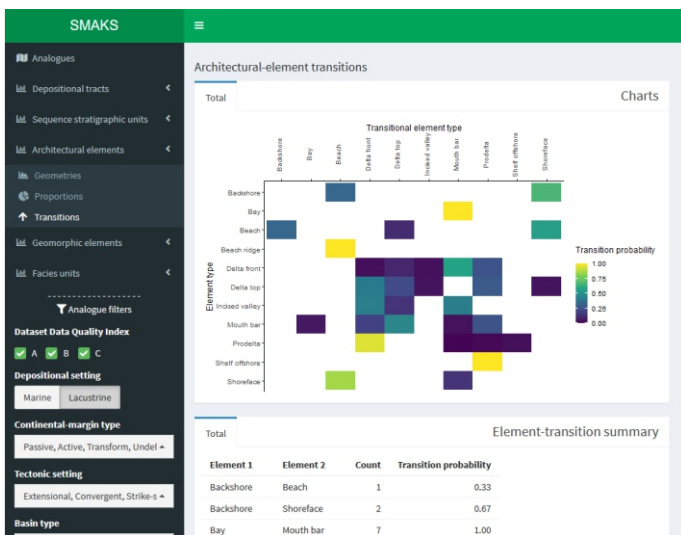 SMAKS
Analogues
Depositional tracts
Sequence stratigraphic units
Architectural elements
Geometries
Proportions
Transitions
Geomorphic elements
Facies units
Analogue filters
Dataset Data Quality Index
A B C
Depositional setting
Marine Lacustrine
Continental-margin type
Passive, Active, Transform, Undef
Tectonic setting
Extensional, Convergent, Strike-s
Basin type
Architectural-element transitions
Total Charts
Transitional element type
Backshore
Bay
Beach
Delta front
Delta top
Incised valley
Mouth bar
Prodelta
Shelf offshore
Shoreface
Element type
Backshore
Bay
Beach
Beach ridge
Delta front
Delta top
Incised valley
Mouth bar
Prodelta
Shelf offshore
Shoreface
Transition probability
1.00
0.75
0.50
0.25
0.00
Total Element-transition summary
Element 1 Element 2 Count Transition probability
Backshore Beach 1 0.33
Backshore Shoreface 2 0.67
Bay Mouth bar 7 1.00